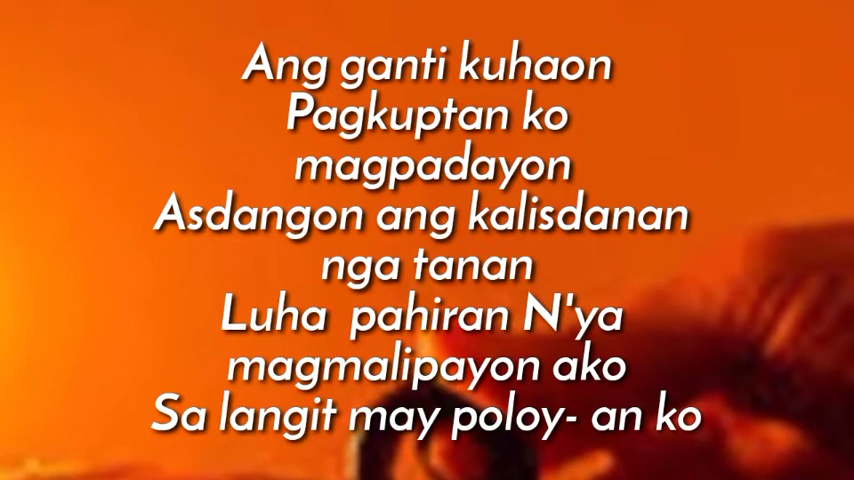 Ang ganti kuhaon
Pagkuptan ko
magpadayon
Asdangon ang kalisdanan
nga tanan
Luha pahiran N'ya
magmalipayon ako
Sa langit may poloy- an ko